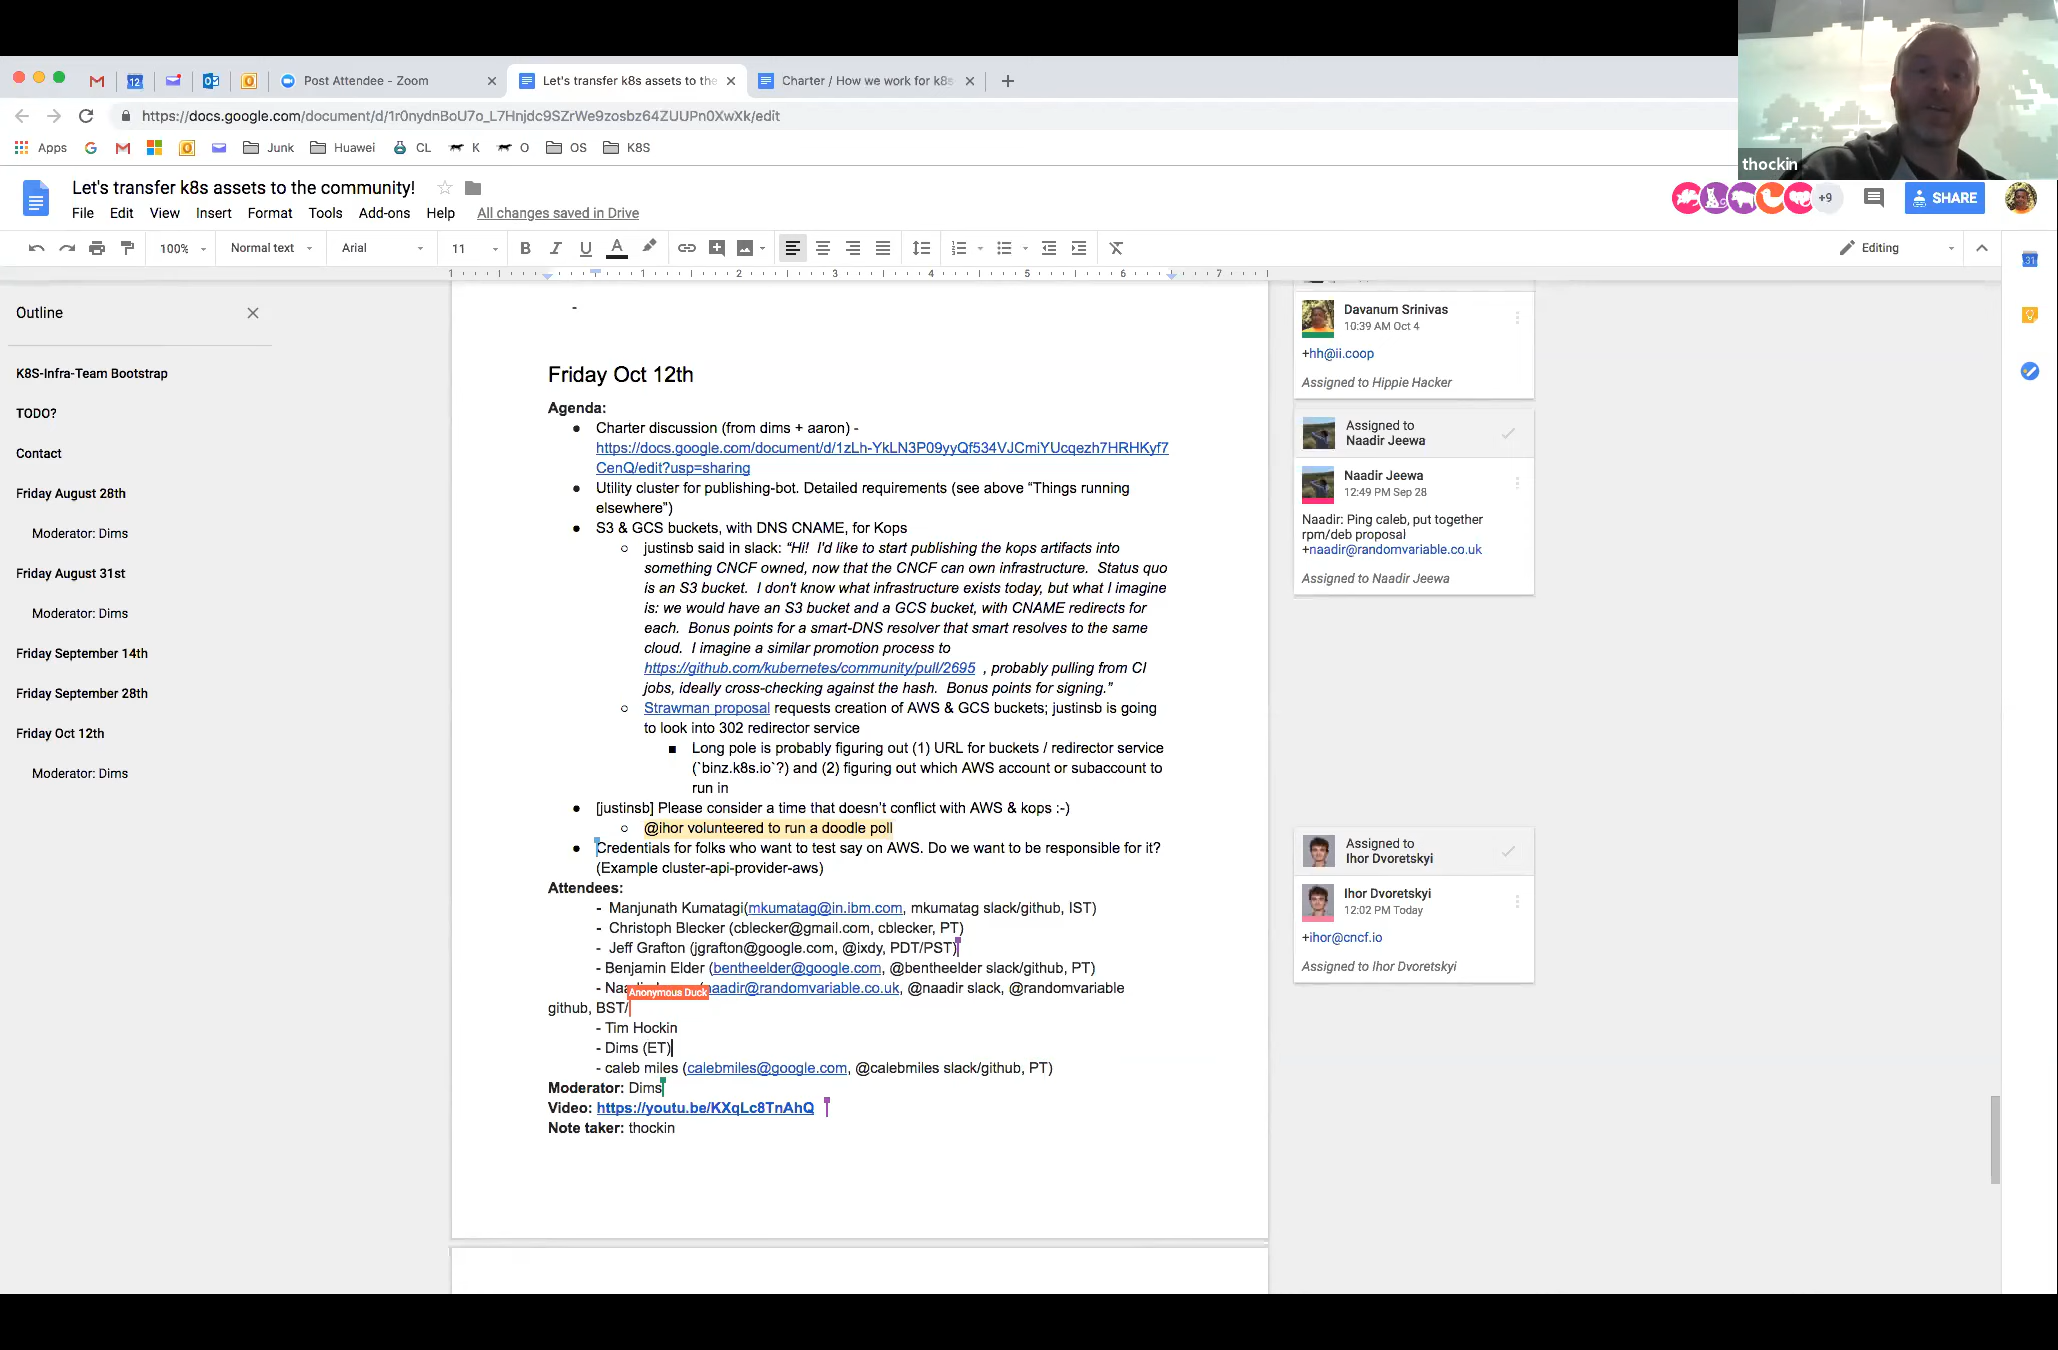 Post Attendee - Zoom
Let's transfer k8s assets to the
Charter / How we work for k8s
thockin
https://docs.google.com/document/d/1r0nydnBoU7o_L7Hnjdc9SZrWe9zosbz64ZUUPn0XwXk/edit
Apps
Junk
Huawei
CL
K
O
OS
K8S
Let's transfer k8s assets to the community!
File Edit View Insert Format Tools Add-ons Help All changes saved in Drive
+9
SHARE
100% Normal text Arial 11 B I U A Editing
1 1 2 3 4 5 6 7
12
31
Outline
K8S-Infra-Team Bootstrap
TODO?
Contact
Friday August 28th
Moderator: Dims
Friday August 31st
Moderator: Dims
Friday September 14th
Friday September 28th
Friday Oct 12th
Moderator: Dims
-
Friday Oct 12th
Agenda:
● Charter discussion (from dims + aaron) -
https://docs.google.com/document/d/1zLh-YkLN3P09yyQf534VJCmiYUcqezh7HRHKyf7
CenQ/edit?usp=sharing
● Utility cluster for publishing-bot. Detailed requirements (see above “Things running
elsewhere”)
● S3 & GCS buckets, with DNS CNAME, for Kops
○ justinsb said in slack: “Hi! I'd like to start publishing the kops artifacts into
something CNCF owned, now that the CNCF can own infrastructure. Status quo
is an S3 bucket. I don't know what infrastructure exists today, but what I imagine
is: we would have an S3 bucket and a GCS bucket, with CNAME redirects for
each. Bonus points for a smart-DNS resolver that smart resolves to the same
cloud. I imagine a similar promotion process to
https://github.com/kubernetes/community/pull/2695 , probably pulling from CI
jobs, ideally cross-checking against the hash. Bonus points for signing.”
○ Strawman proposal requests creation of AWS & GCS buckets; justinsb is going
to look into 302 redirector service
■ Long pole is probably figuring out (1) URL for buckets / redirector service
(`binz.k8s.io`?) and (2) figuring out which AWS account or subaccount to
run in
● [justinsb] Please consider a time that doesn’t conflict with AWS & kops :-)
○ @ihor volunteered to run a doodle poll
● Credentials for folks who want to test say on AWS. Do we want to be responsible for it?
(Example cluster-api-provider-aws)
Attendees:
- Manjunath Kumatagi(mkumatag@in.ibm.com, mkumatag slack/github, IST)
- Christoph Blecker (cblecker@gmail.com, cblecker, PT)
- Jeff Grafton (jgrafton@google.com, @ixdy, PDT/PST)
- Benjamin Elder (bentheelder@google.com, @bentheelder slack/github, PT)
- naadir@randomvariable.co.uk, @naadir slack, @randomvariable
Anonymous Duck
github, BST/
- Tim Hockin
- Dims (ET)
- caleb miles (calebmiles@google.com, @calebmiles slack/github, PT)
Moderator: Dims
Video: https://youtu.be/KXqLc8TnAhQ
Note taker: thockin
Davanum Srinivas
10:39 AM Oct 4
+hh@ii.coop
Assigned to Hippie Hacker
Assigned to
Naadir Jeewa
Naadir Jeewa
12:49 PM Sep 28
Naadir: Ping caleb, put together
rpm/deb proposal
+naadir@randomvariable.co.uk
Assigned to Naadir Jeewa
Assigned to
Ihor Dvoretskyi
Ihor Dvoretskyi
12:02 PM Today
+ihor@cncf.io
Assigned to Ihor Dvoretskyi